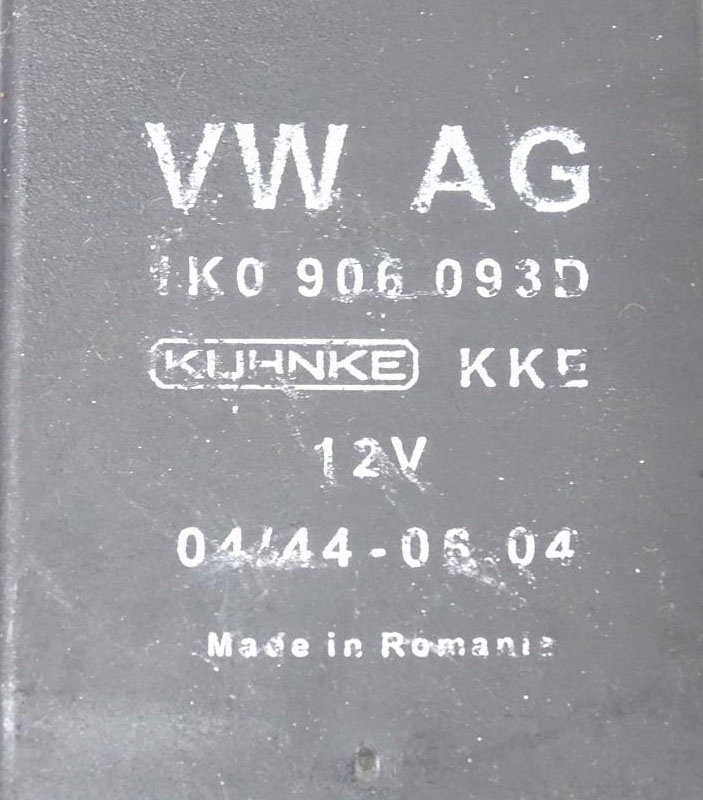 VW AG
1K0 906 093D
KUHNKE KKE
12V
04/44-06 04
Made in Romania